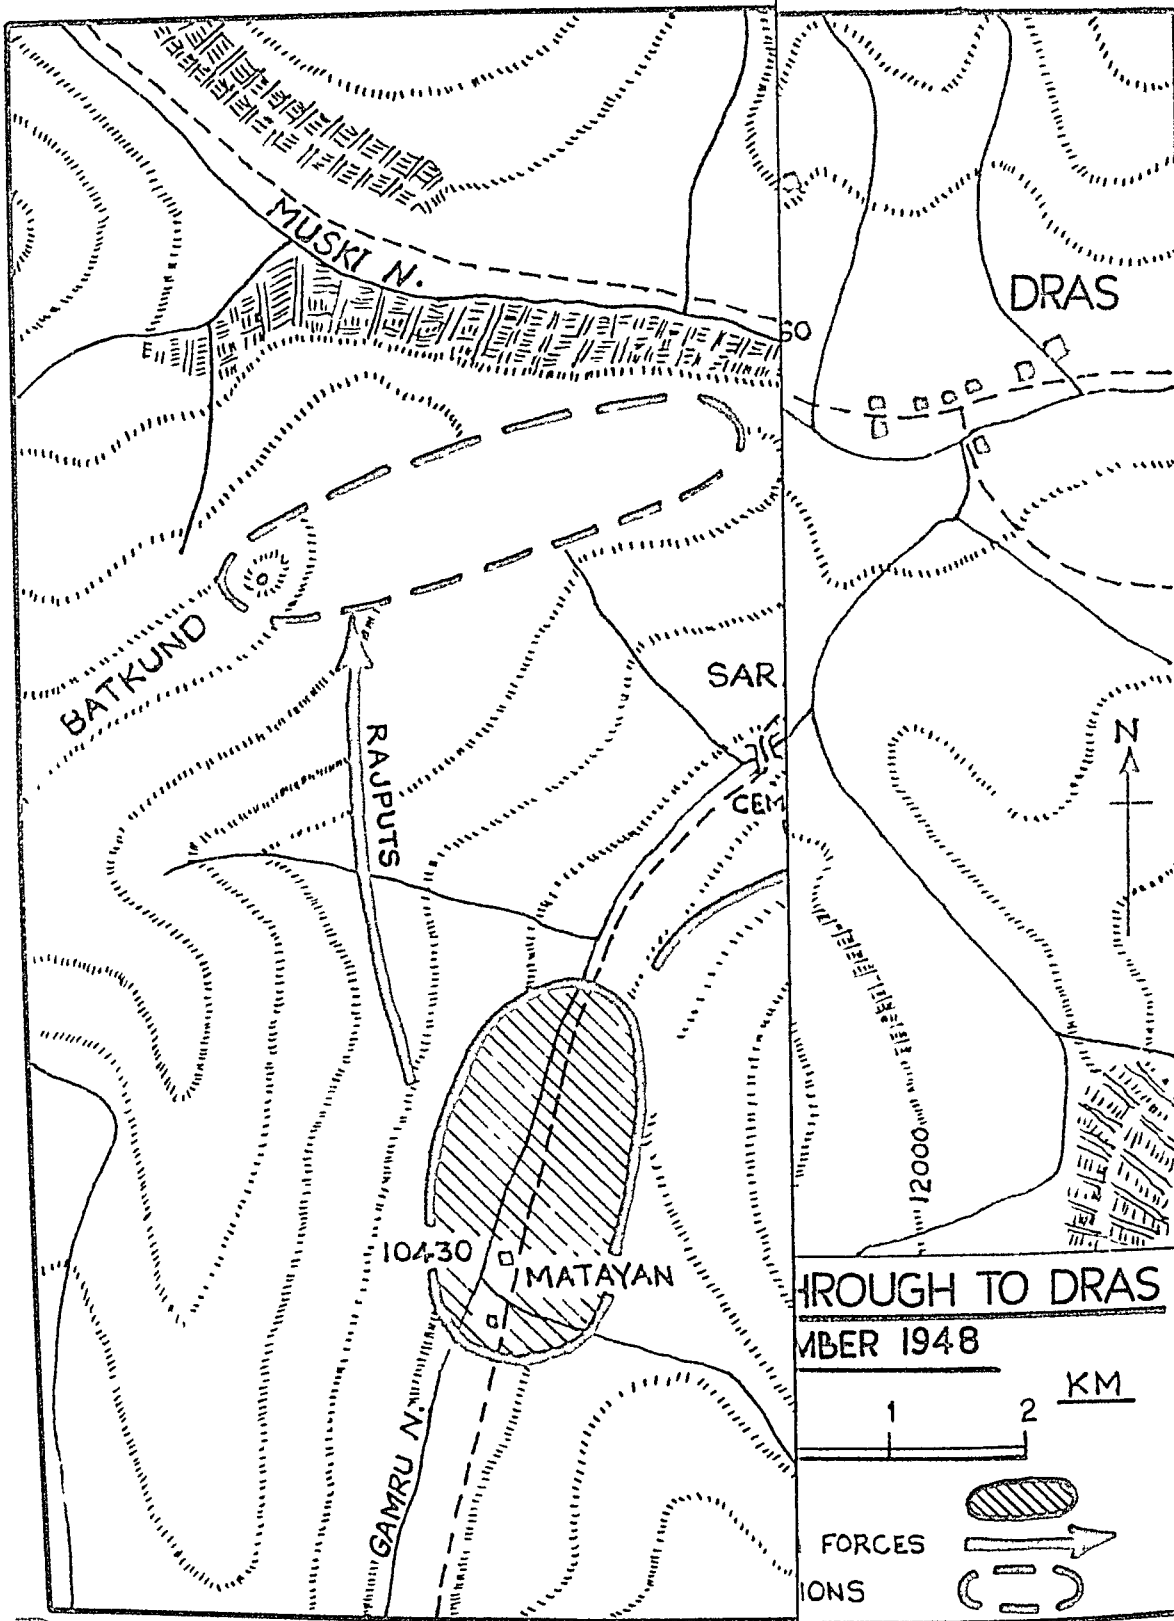 MUSKI N.
DRAS
SO
BATKUND
SAR
RAJPUTS
N
CEM
12000
10430
MATAYAN
GAMRU N.
HROUGH TO DRAS
MBER 1948
KM
1 2
FORCES
IONS